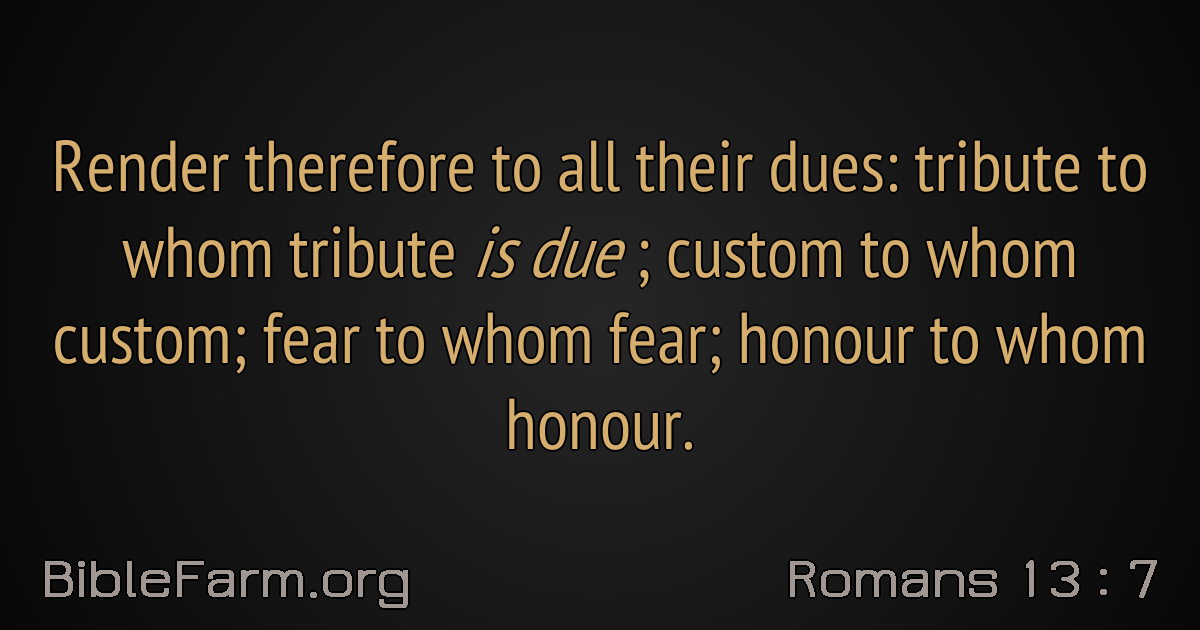 Render therefore to all their dues: tribute to
whom tribute is due ; custom to whom
custom; fear to whom fear; honour to whom
honour.
BibleFarm.org
Romans 13 : 7